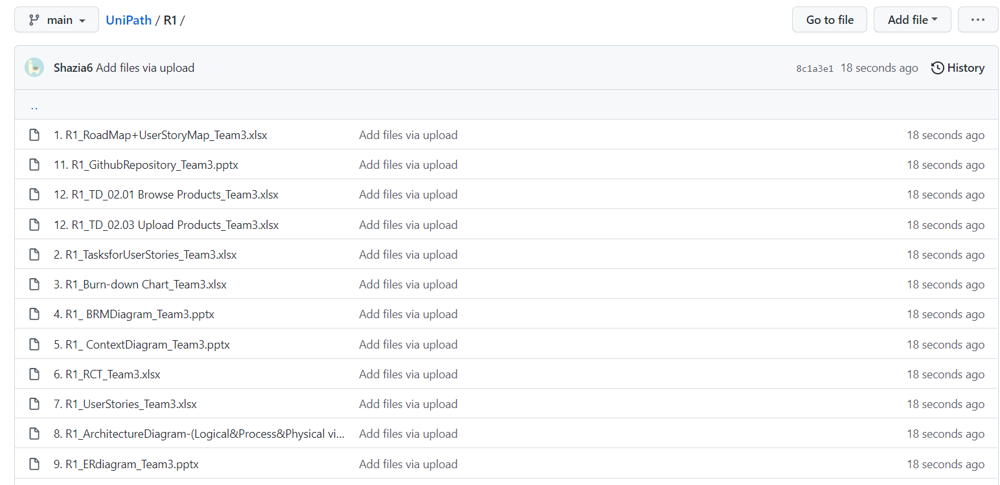 main UniPath / R1 / Go to file Add file ...
Shazia6 Add files via upload 8c1a3e1 18 seconds ago History
..
1. R1_RoadMap+UserStoryMap_Team3.xlsx Add files via upload 18 seconds ago
11. R1_GithubRepository_Team3.pptx Add files via upload 18 seconds ago
12. R1_TD_02.01 Browse Products_Team3.xlsx Add files via upload 18 seconds ago
12. R1_TD_02.03 Upload Products_Team3.xlsx Add files via upload 18 seconds ago
2. R1_TasksforUserStories_Team3.xlsx Add files via upload 18 seconds ago
3. R1_Burn-down Chart_Team3.xlsx Add files via upload 18 seconds ago
4. R1_ BRMDiagram_Team3.pptx Add files via upload 18 seconds ago
5. R1_ ContextDiagram_Team3.pptx Add files via upload 18 seconds ago
6. R1_RCT_Team3.xlsx Add files via upload 18 seconds ago
7. R1_UserStories_Team3.xlsx Add files via upload 18 seconds ago
8. R1_ArchitectureDiagram-(Logical&Process&Physical vi... Add files via upload 18 seconds ago
9. R1_ERdiagram_Team3.pptx Add files via upload 18 seconds ago